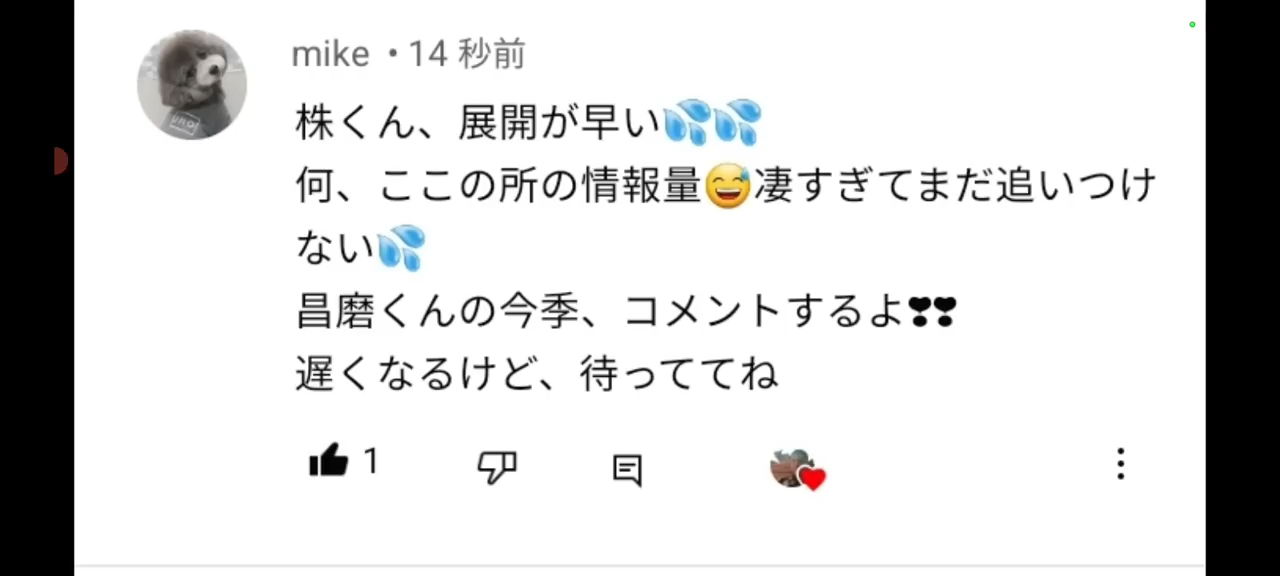 mike ・14 秒前
株くん、展開が早い💦💦
何、ここの所の情報量😅凄すぎてまだ追いつけ
ない💦
昌磨くんの今季、コメントするよ❣❣
遅くなるけど、待っててね
1